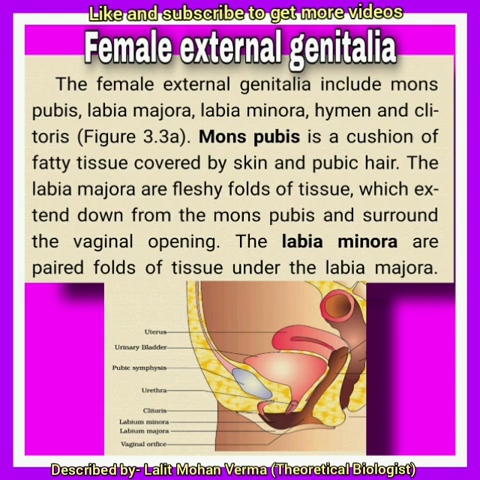 Like and subscribe to get more videos
Female external genitalia
The female external genitalia include mons
pubis, labia majora, labia minora, hymen and cli-
toris (Figure 3.3a). Mons pubis is a cushion of
fatty tissue covered by skin and pubic hair. The
labia majora are fleshy folds of tissue, which ex-
tend down from the mons pubis and surround
the vaginal opening. The labia minora are
paired folds of tissue under the labia majora.
Uterus
Urinary Bladder
Pubic symphysis
Urethra
Clitoris
Labium minora
Labium majora
Vaginal orifice
Described by- Lalit Mohan Verma (Theoretical Biologist)